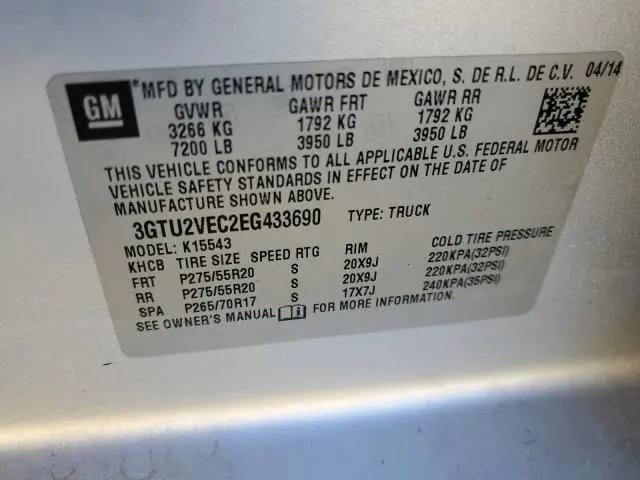 GM
*MFD BY GENERAL MOTORS DE MEXICO, S. DE R.L. DE C.V. 04/14
GVWR GAWR FRT GAWR RR
3266 KG 1792 KG 1792 KG
7200 LB 3950 LB 3950 LB
THIS VEHICLE CONFORMS TO ALL APPLICABLE U.S. FEDERAL MOTOR
VEHICLE SAFETY STANDARDS IN EFFECT ON THE DATE OF
MANUFACTURE SHOWN ABOVE.
3GTU2VEC2EG433690 TYPE: TRUCK
MODEL: K15543
KHCB TIRE SIZE SPEED RTG RIM COLD TIRE PRESSURE
FRT P275/55R20 S 20X9J 220KPA(32PSI)
RR P275/55R20 S 20X9J 220KPA(32PSI)
SPA P265/70R17 S 17X7J 240KPA(35PSI)
SEE OWNER'S MANUAL FOR MORE INFORMATION.